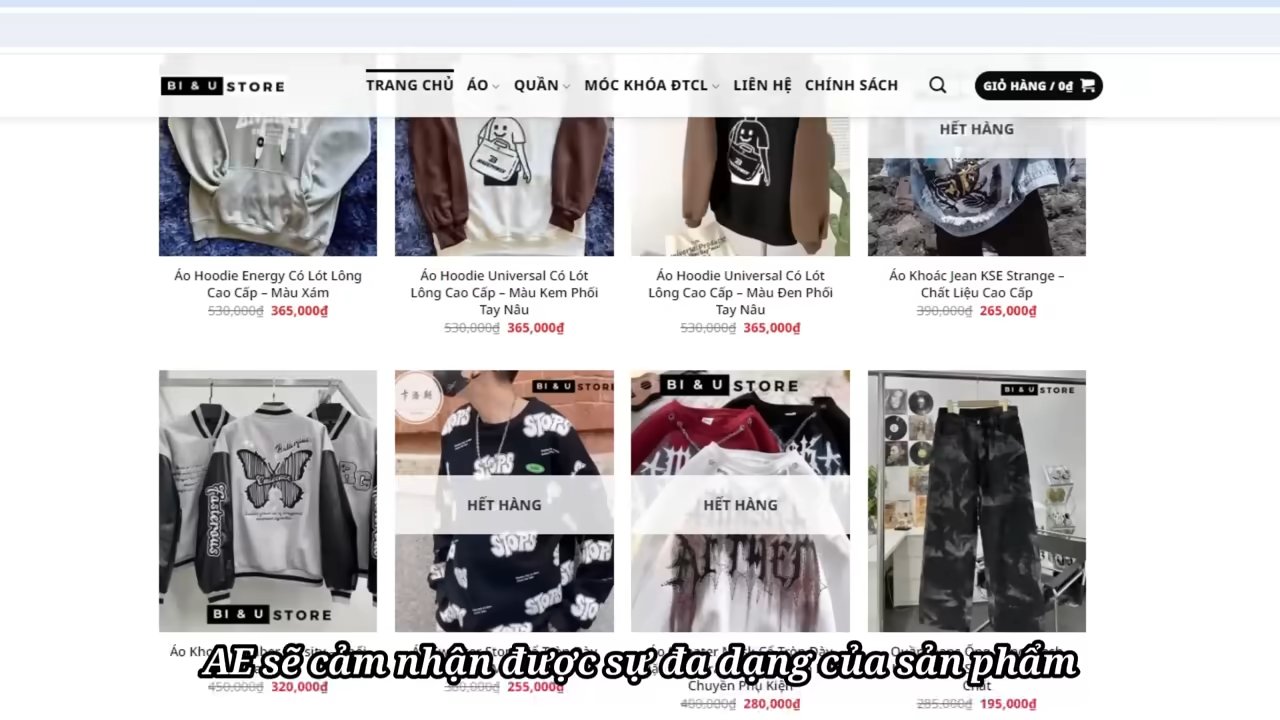 BI & U STORE
TRANG CHỦ
ÁO
QUẦN
MÓC KHÓA ĐTCL
LIÊN HỆ
CHÍNH SÁCH
GIỎ HÀNG / 0₫
ENERGY
HẾT HÀNG
Áo Hoodie Energy Có Lót Lông
Cao Cấp – Màu Xám
530,000₫ 365,000₫
Áo Hoodie Universal Có Lót
Lông Cao Cấp – Màu Kem Phối
Tay Nâu
530,000₫ 365,000₫
Áo Hoodie Universal Có Lót
Lông Cao Cấp – Màu Đen Phối
Tay Nâu
530,000₫ 365,000₫
Áo Khoác Jean KSE Strange –
Chất Liệu Cao Cấp
390,000₫ 265,000₫
BI & U STORE
STOPS
BI & U STORE
HẾT HÀNG
BI & U STORE
HẾT HÀNG
BI & U STORE
AE sẽ cảm nhận được sự đa dạng của sản phẩm
450,000₫ 320,000₫
380,000₫ 255,000₫
Chuyền Phụ Kiện
400,000₫ 280,000₫
285,000₫ 195,000₫